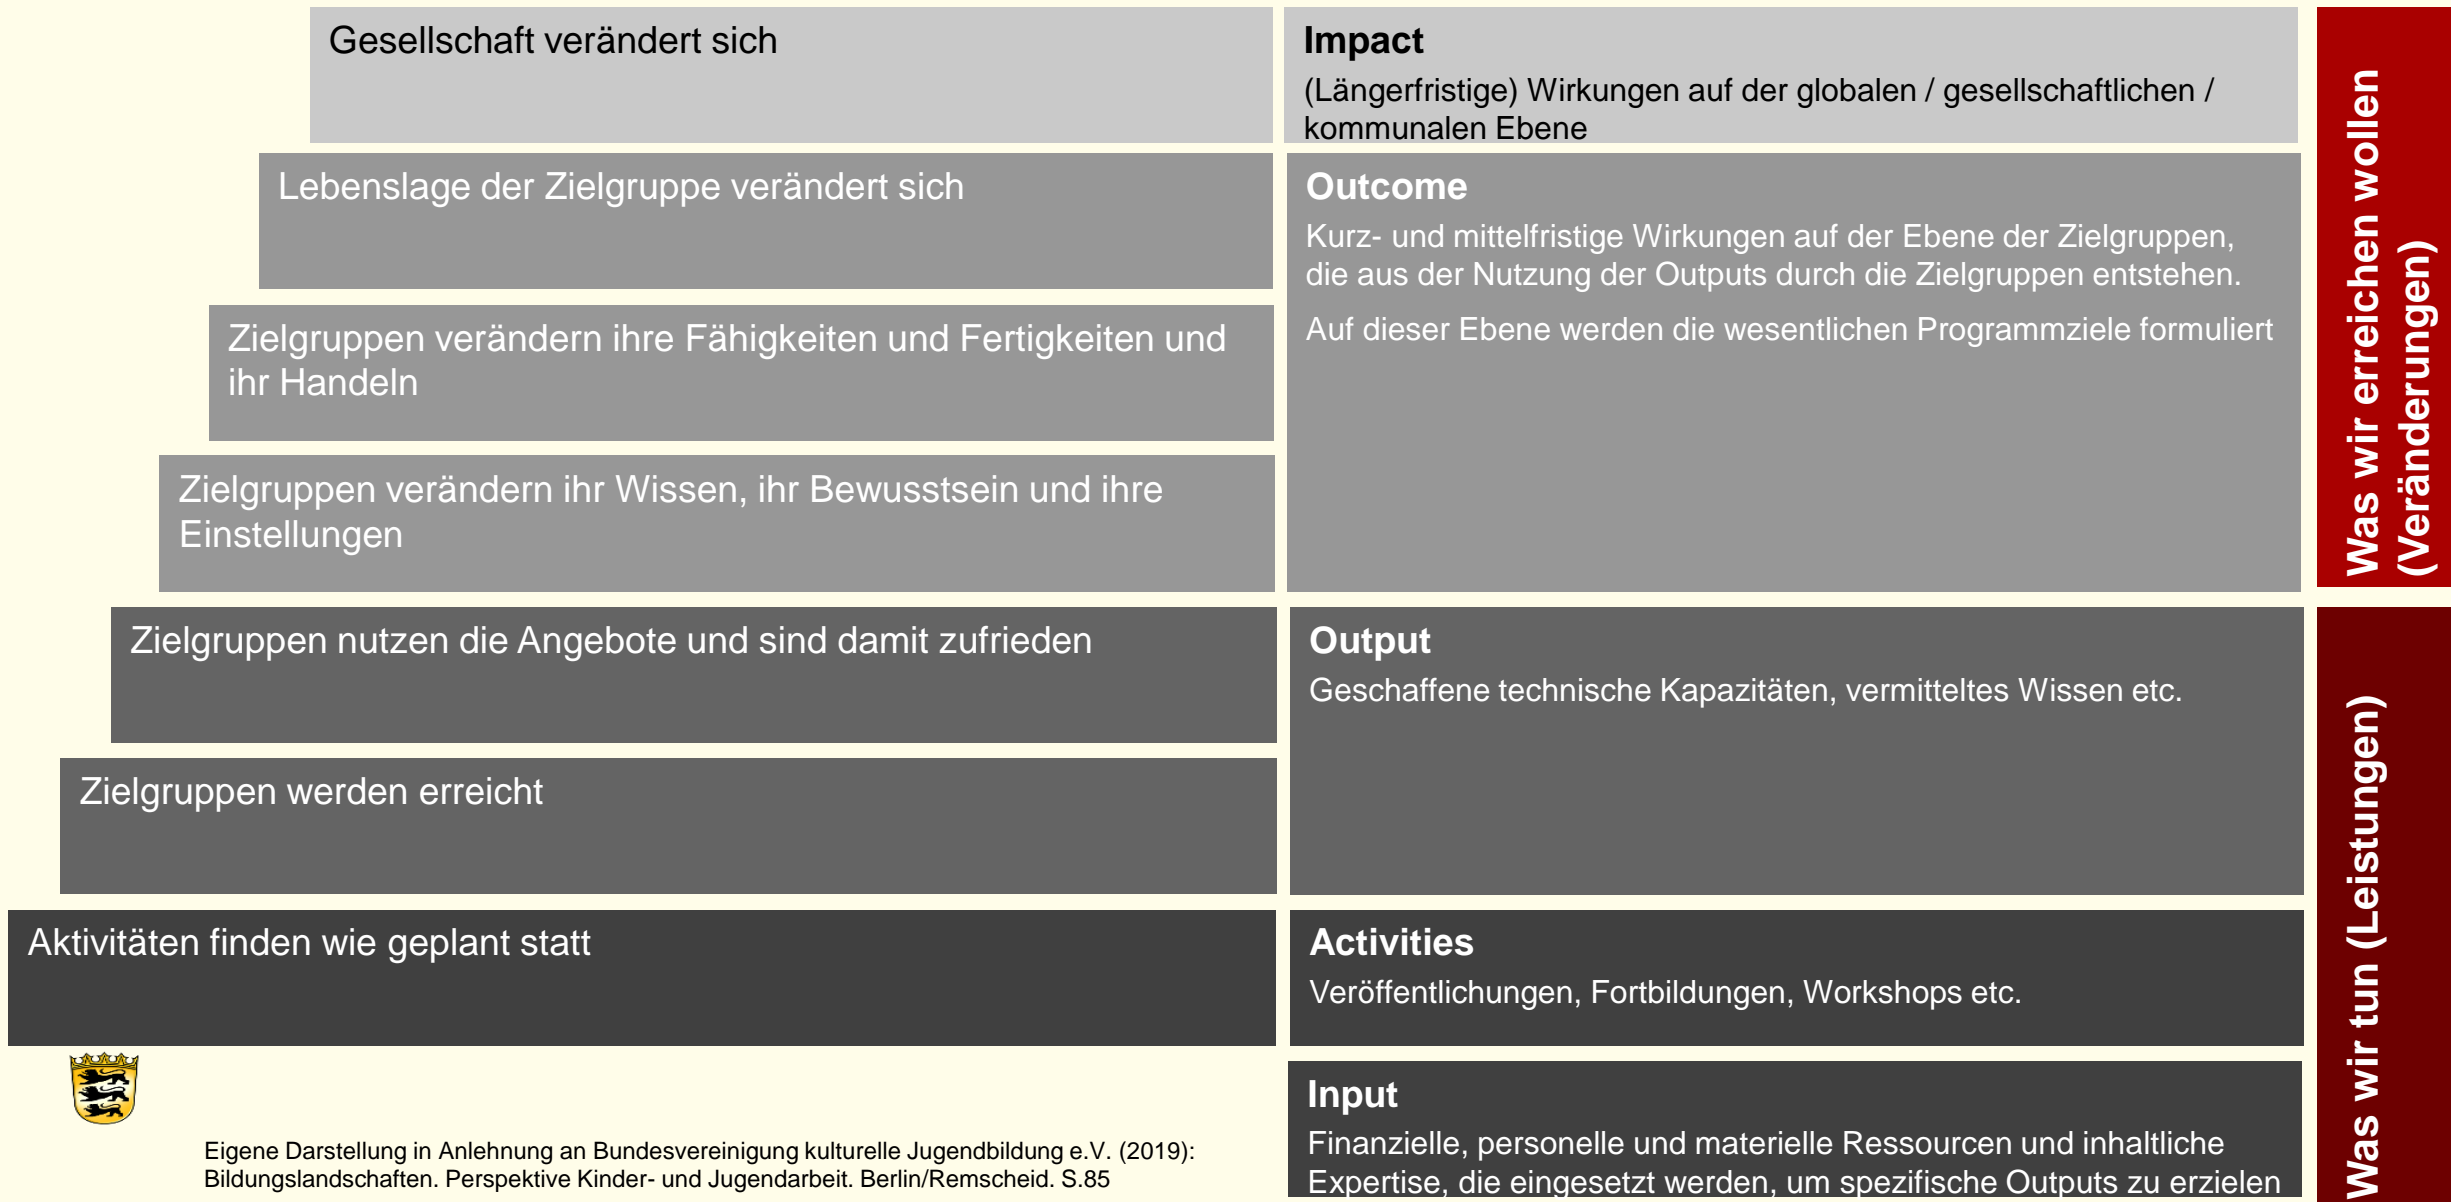 Gesellschaft verändert sich
Impact
(Längerfristige) Wirkungen auf der globalen / gesellschaftlichen /
kommunalen Ebene
Lebenslage der Zielgruppe verändert sich
Outcome
Kurz- und mittelfristige Wirkungen auf der Ebene der Zielgruppen,
die aus der Nutzung der Outputs durch die Zielgruppen entstehen.
Auf dieser Ebene werden die wesentlichen Programmziele formuliert
Zielgruppen verändern ihre Fähigkeiten und Fertigkeiten und
ihr Handeln
Zielgruppen verändern ihr Wissen, ihr Bewusstsein und ihre
Einstellungen
Was wir erreichen wollen
(Veränderungen)
Zielgruppen nutzen die Angebote und sind damit zufrieden
Output
Geschaffene technische Kapazitäten, vermitteltes Wissen etc.
Zielgruppen werden erreicht
Aktivitäten finden wie geplant statt
Activities
Veröffentlichungen, Fortbildungen, Workshops etc.
Input
Finanzielle, personelle und materielle Ressourcen und inhaltliche
Expertise, die eingesetzt werden, um spezifische Outputs zu erzielen
Was wir tun (Leistungen)
Eigene Darstellung in Anlehnung an Bundesvereinigung kulturelle Jugendbildung e.V. (2019):
Bildungslandschaften. Perspektive Kinder- und Jugendarbeit. Berlin/Remscheid. S.85